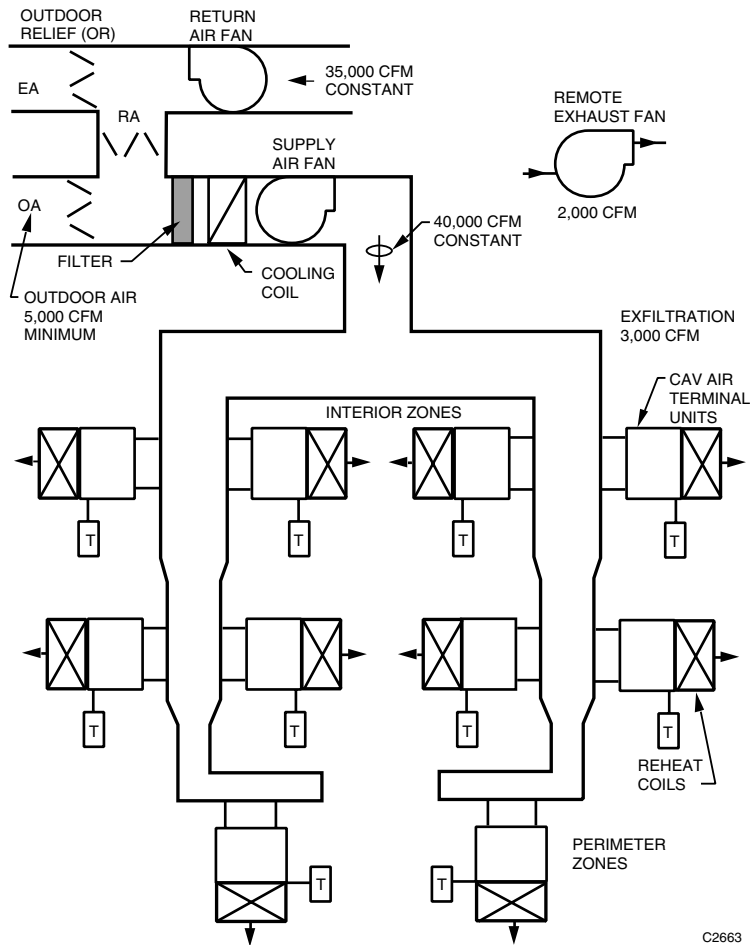 OUTDOOR
RELIEF (OR)
RETURN
AIR FAN
35,000 CFM
CONSTANT
EA
RA
REMOTE
EXHAUST FAN
2,000 CFM
SUPPLY
AIR FAN
OA
40,000 CFM
CONSTANT
FILTER
COOLING
COIL
OUTDOOR AIR
5,000 CFM
MINIMUM
EXFILTRATION
3,000 CFM
CAV AIR
TERMINAL
UNITS
INTERIOR ZONES
T
T
T
T
T
T
T
T
REHEAT
COILS
PERIMETER
ZONES
T
T
C2663